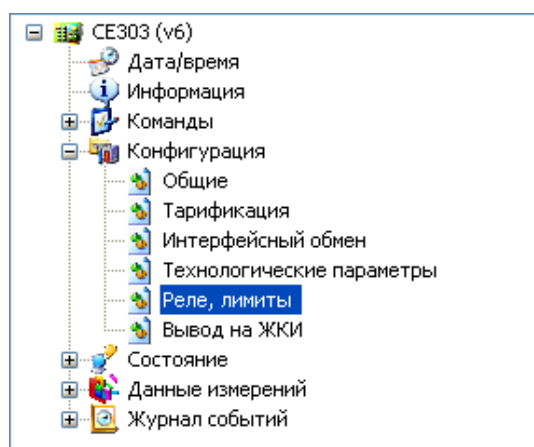 CE303 (v6)
Дата/время
Информация
Команды
Конфигурация
Общие
Тарификация
Интерфейсный обмен
Технологические параметры
Реле, лимиты
Вывод на ЖКИ
Состояние
Данные измерений
Журнал событий